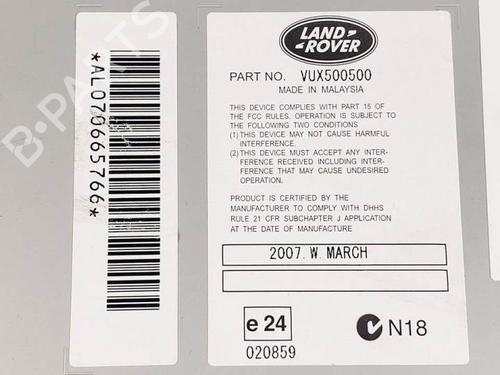 *AL0706665766*
LAND
ROVER
PART NO. VUX500500
MADE IN MALAYSIA
THIS DEVICE COMPLIES WITH PART 15 of
THE FCC RULES. OPERATION IS SUBJECT TO
THE FOLLOWING TWO CONDITIONS
(1) THIS DEVICE MAY NOT CAUSE HARMFUL
INTERFERENCE.
(2) THIS DEVICE MUST ACCEPT ANY INTER-
FERENCE RECEIVED INCLUDING INTER-
FERENCE THAT MAY CAUSE UNDESIRED
OPERATION.
PRODUCT IS CERTIFIED BY THE
MANUFACTURER TO COMPLY WITH DHHS
RULE 21 CFR SUBCHAPTER J APPLICATION
AT THE DATE OF MANUFACTURE
2007. W. MARCH
e 24
020859
N18
B-PARTS